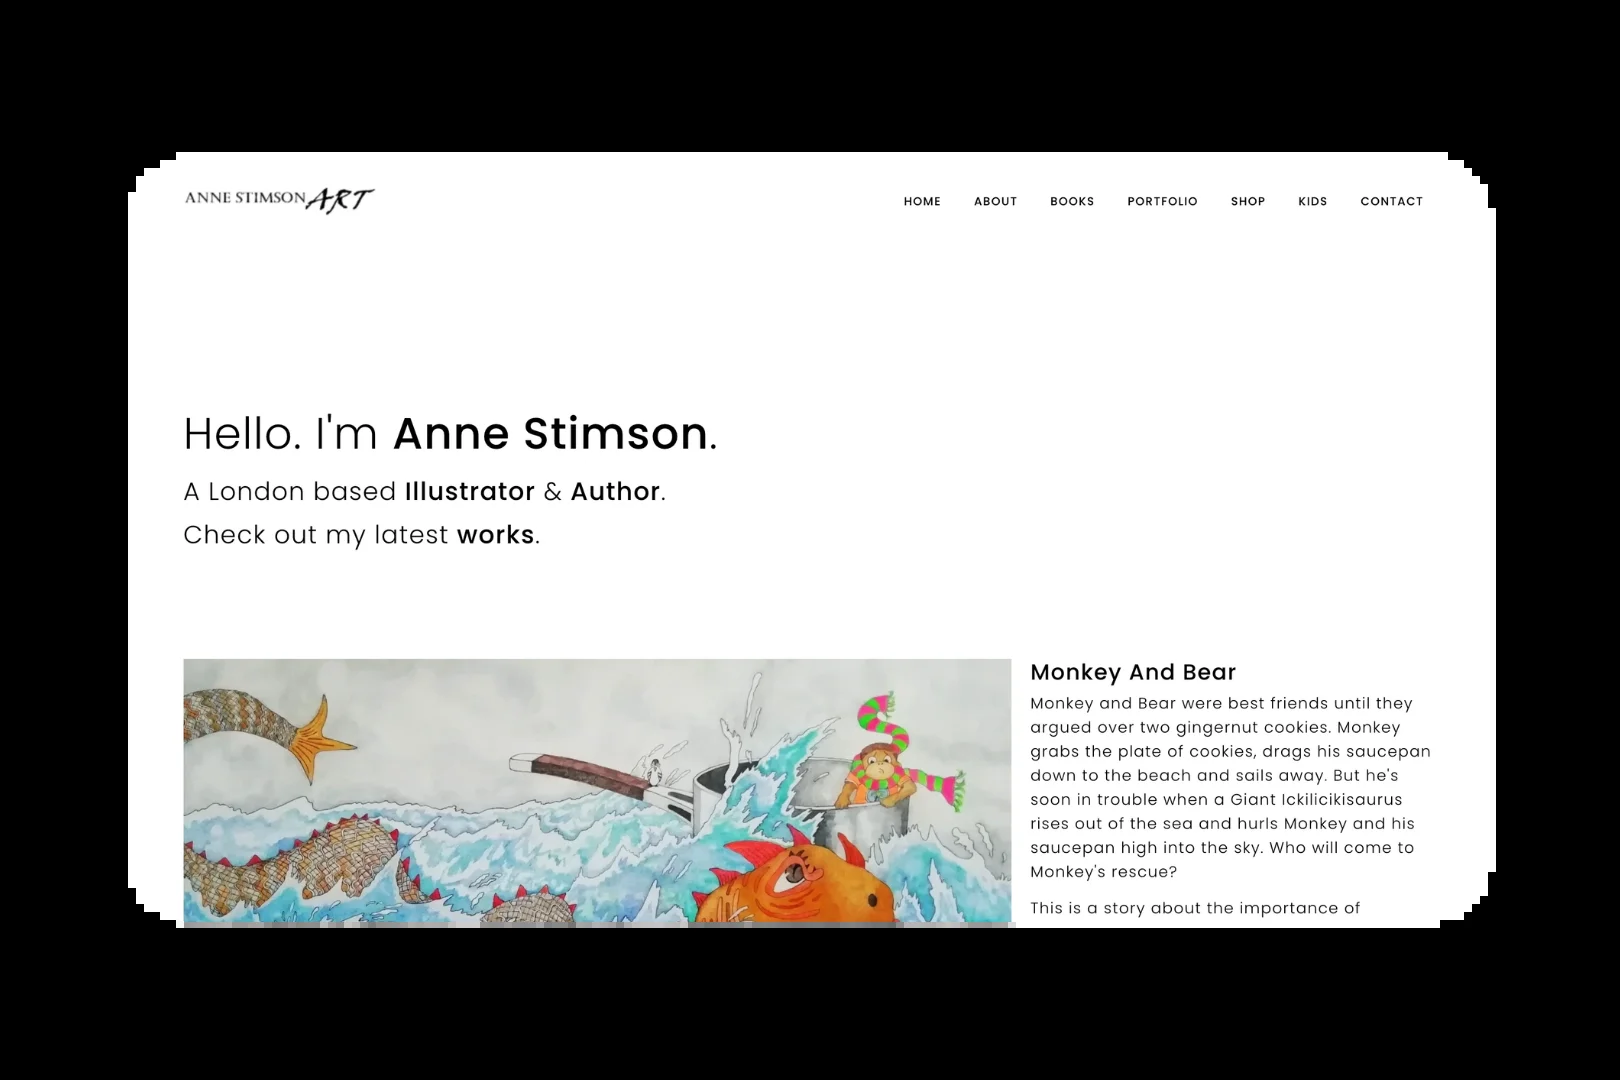 ANNE STIMSON ART
HOME ABOUT BOOKS PORTFOLIO SHOP KIDS CONTACT
Hello. I'm Anne Stimson.
A London based Illustrator & Author.
Check out my latest works.
Monkey And Bear
Monkey and Bear were best friends until they
argued over two gingernut cookies. Monkey
grabs the plate of cookies, drags his saucepan
down to the beach and sails away. But he's
soon in trouble when a Giant Ickilicikisaurus
rises out of the sea and hurls Monkey and his
saucepan high into the sky. Who will come to
Monkey's rescue?
This is a story about the importance of